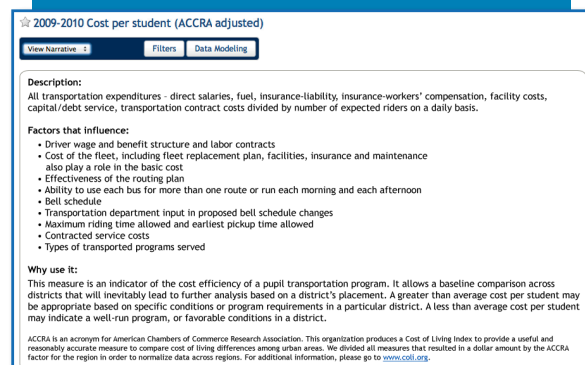 2009-2010 Cost per student (ACCRA adjusted)
View Narrative
Filters
Data Modeling
Description:
All transportation expenditures - direct salaries, fuel, insurance-liability, insurance-workers' compensation, facility costs,
capital/debt service, transportation contract costs divided by number of expected riders on a daily basis.
Factors that influence:
• Driver wage and benefit structure and labor contracts
• Cost of the fleet, including fleet replacement plan, facilities, insurance and maintenance
also play a role in the basic cost
• Effectiveness of the routing plan
• Ability to use each bus for more than one route or run each morning and each afternoon
• Bell schedule
• Transportation department input in proposed bell schedule changes
• Maximum riding time allowed and earliest pickup time allowed
• Contracted service costs
• Types of transported programs served
Why use it:
This measure is an indicator of the cost efficiency of a pupil transportation program. It allows a baseline comparison across
districts that will inevitably lead to further analysis based on a district's placement. A greater than average cost per student may
be appropriate based on specific conditions or program requirements in a particular district. A less than average cost per student
may indicate a well-run program, or favorable conditions in a district.
ACCRA is an acronym for American Chambers of Commerce Research Association. This organization produces a Cost of Living Index to provide a useful and
reasonably accurate measure to compare cost of living differences among urban areas. We divided all measures that resulted in a dollar amount by the ACCRA
factor for the region in order to normalize data across regions. For additional information, please go to www.coli.org.